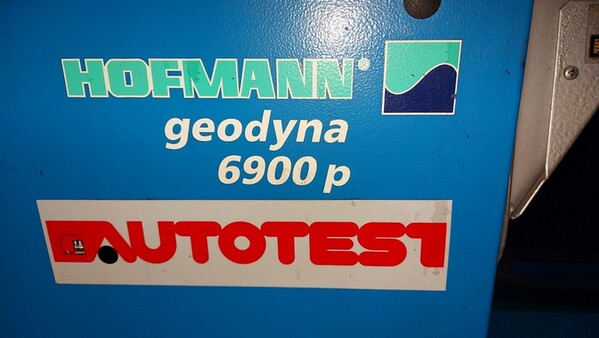 HOFMANN®
geodyna
6900 p
AUTOTEST